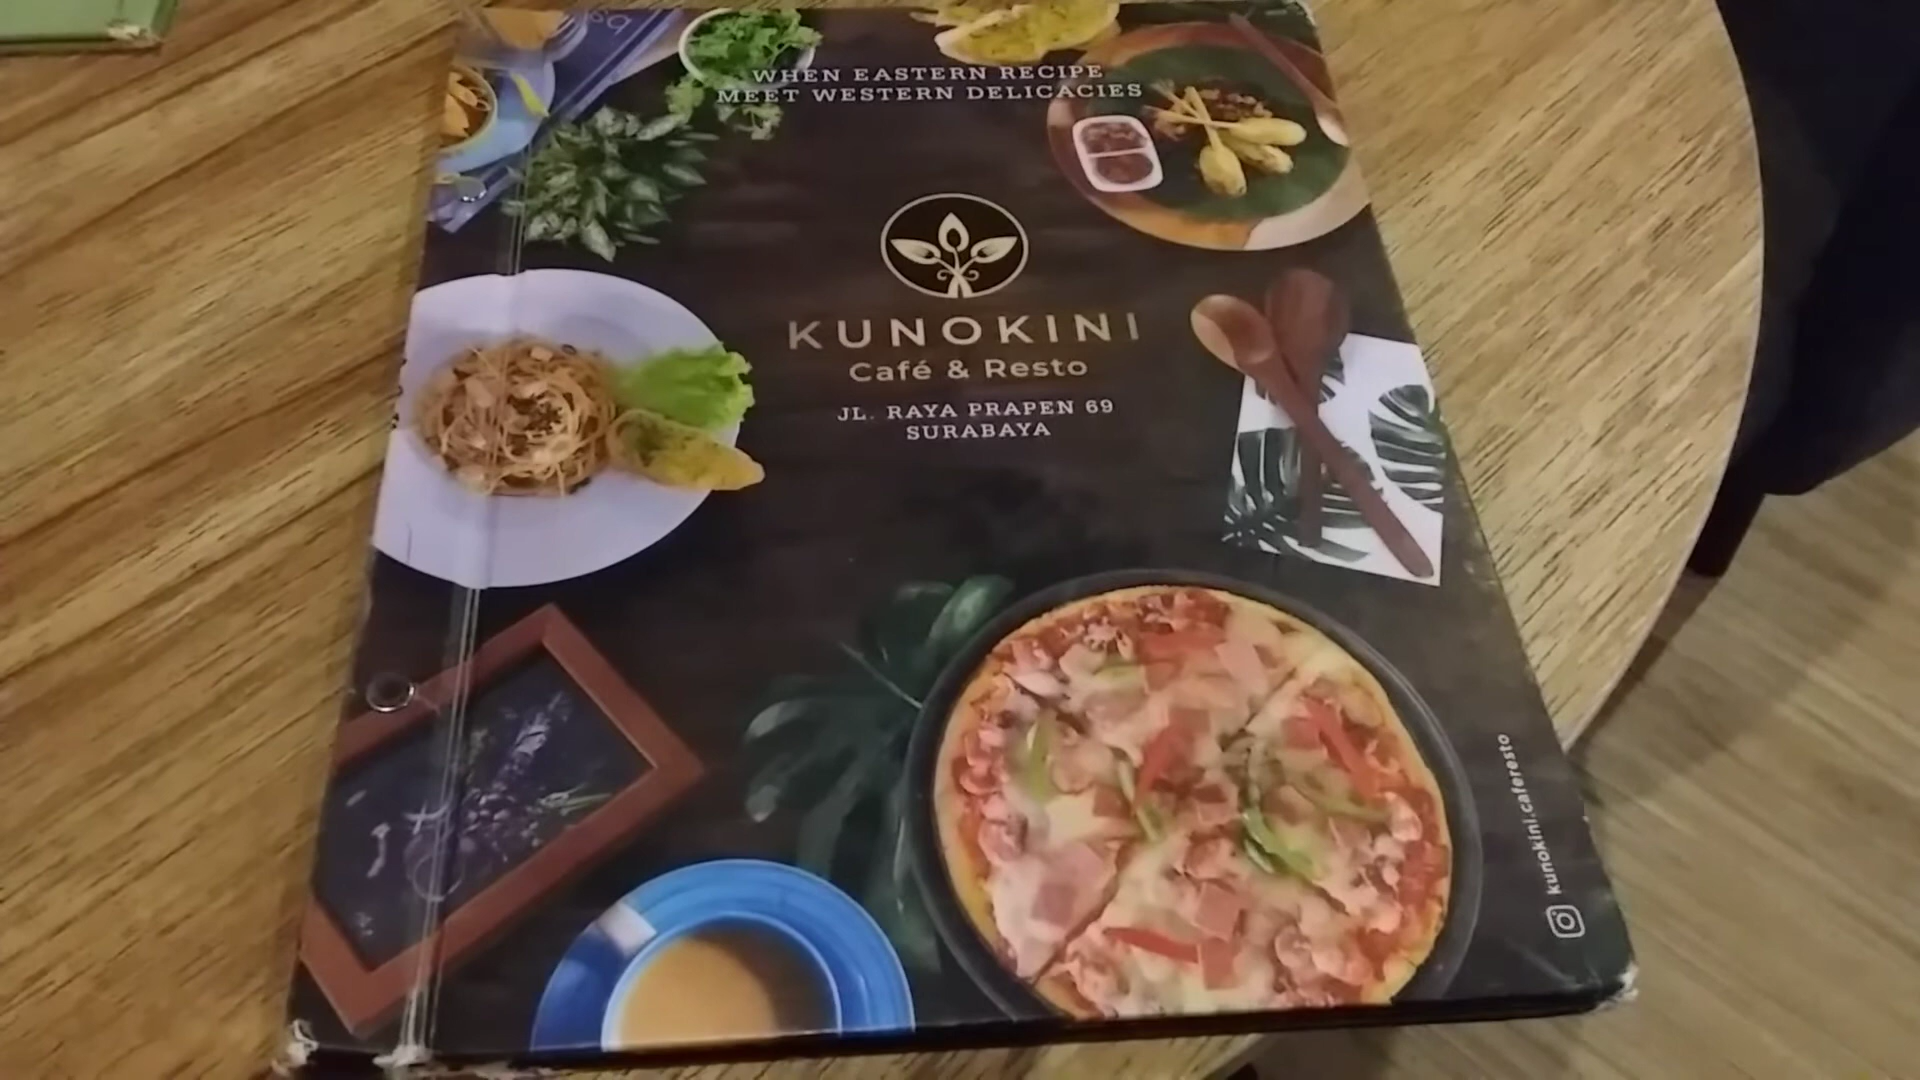 WHEN EASTERN RECIPE
MEET WESTERN DELICACIES
KUNOKINI
Café & Resto
JL. RAYA PRAPEN 69
SURABAYA
kunokini.caferesto